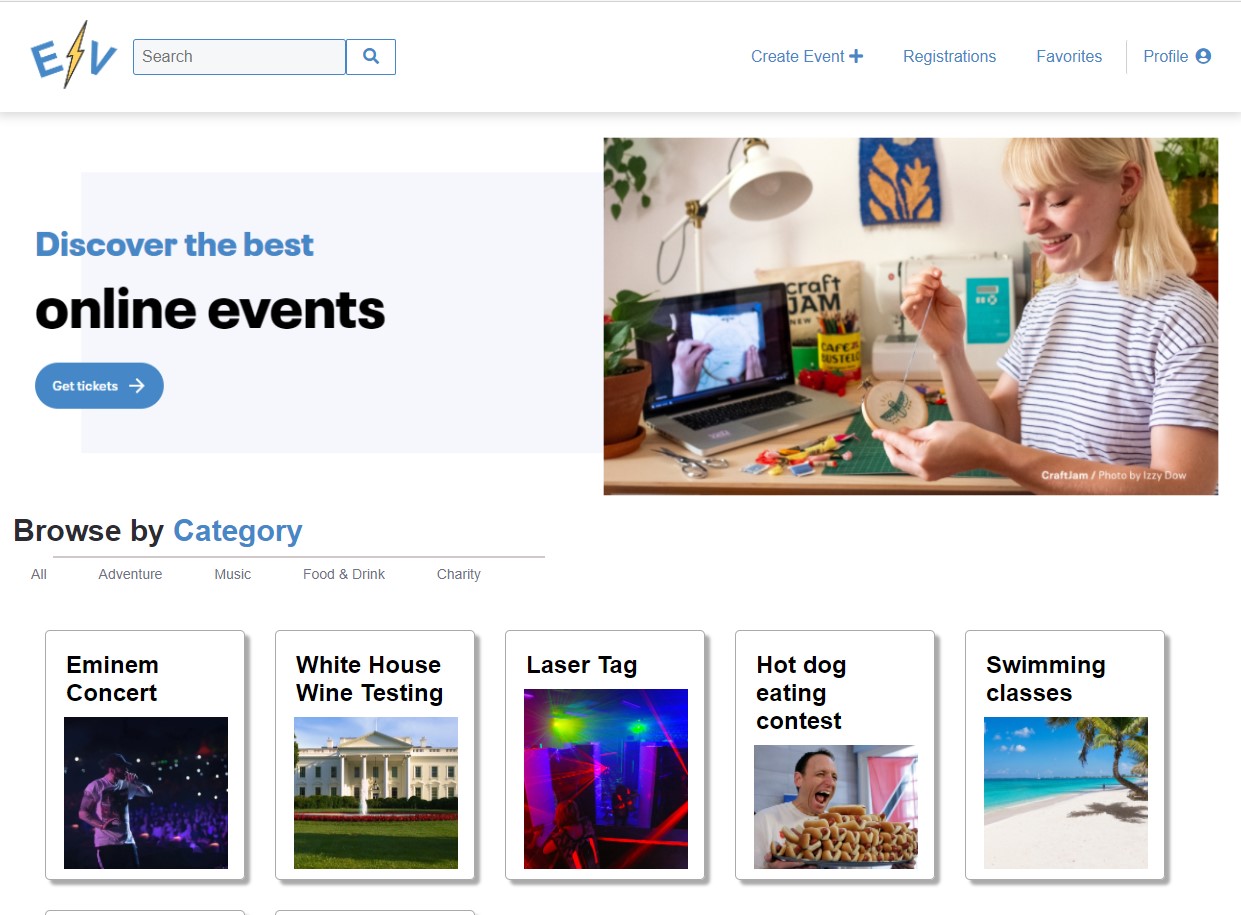 E V
Search
Create Event
Registrations
Favorites
Profile
Discover the best
online events
Get tickets
craft
JAM
NEW Y
CAFE
BUSTELO
CraftJam / Photo by Izzy Dow
Browse by Category
All
Adventure
Music
Food & Drink
Charity
Eminem
Concert
White House
Wine Testing
Laser Tag
Hot dog
eating
contest
Swimming
classes